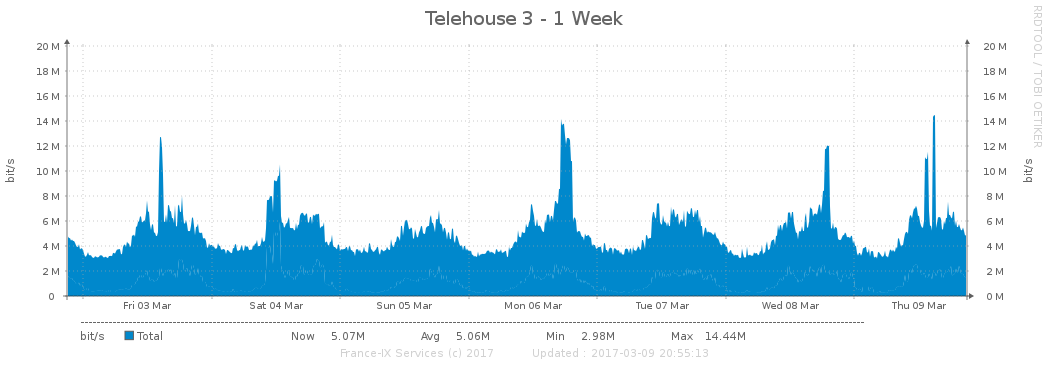 Telehouse 3 - 1 Week
RRDTOOL / TOBI OETIKER
bit/s
20 M 20 M
18 M 18 M
16 M 16 M
14 M 14 M
12 M 12 M
10 M 10 M
8 M 8 M
6 M 6 M
4 M 4 M
2 M 2 M
0 0 M
bit/s
Fri 03 Mar Sat 04 Mar Sun 05 Mar Mon 06 Mar Tue 07 Mar Wed 08 Mar Thu 09 Mar
bit/s Total Now 5.07M Avg 5.06M Min 2.98M Max 14.44M
France-IX Services (c) 2017 Updated : 2017-03-09 20:55:13